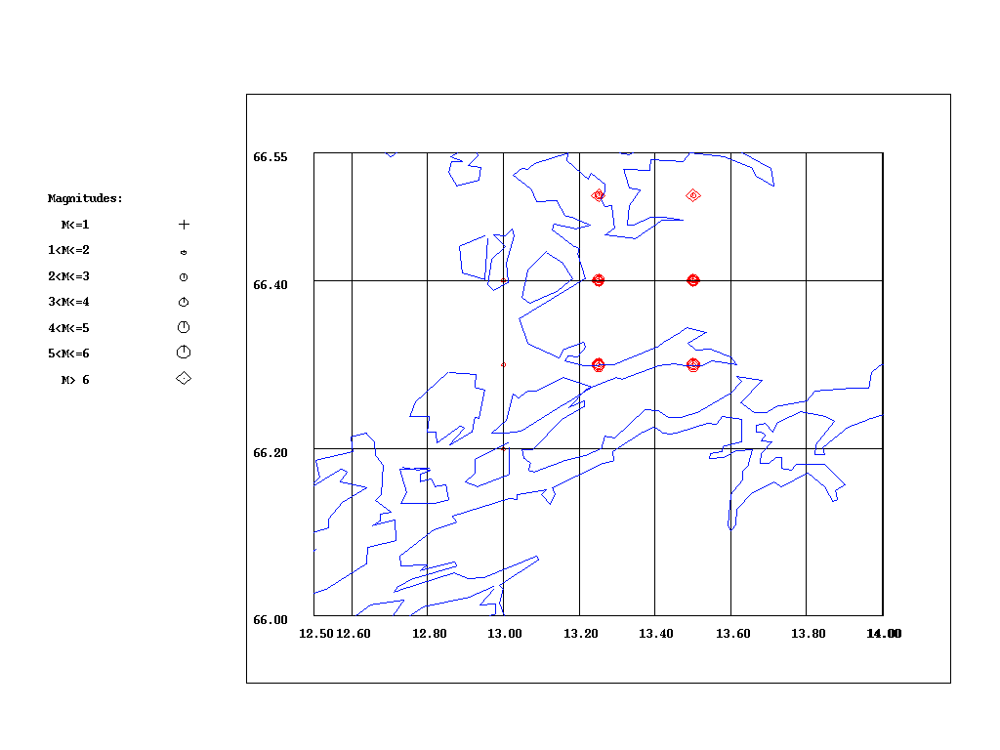 66.55
Magnitudes:
M<=1
1<M<=2
2<M<=3
66.40
3<M<=4
4<M<=5
5<M<=6
M> 6
66.20
66.00
12.50 12.60 12.80 13.00 13.20 13.40 13.60 13.80 14.00